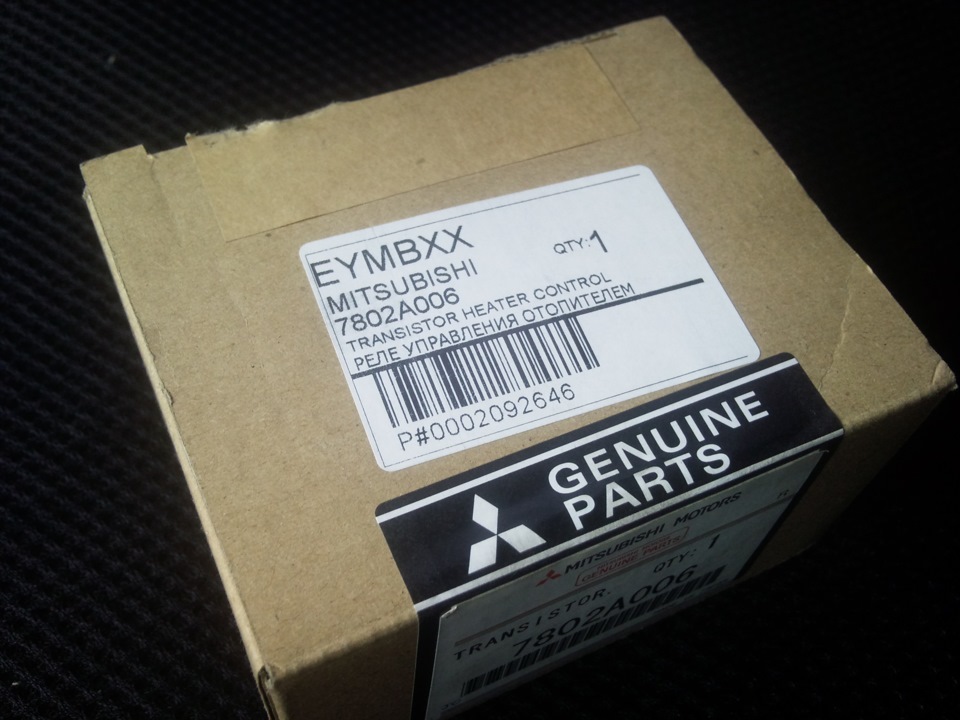 EYMBXX
QTY:1
MITSUBISHI
7802A006
TRANSISTOR HEATER CONTROL
РЕЛЕ УПРАВЛЕНИЯ ОТОПИТЕЛЕМ
P#0002092646
GENUINE
PARTS
MITSUBISHI MOTORS
GENUINE PARTS
QTY: 1
TRANSISTOR.
7802A006